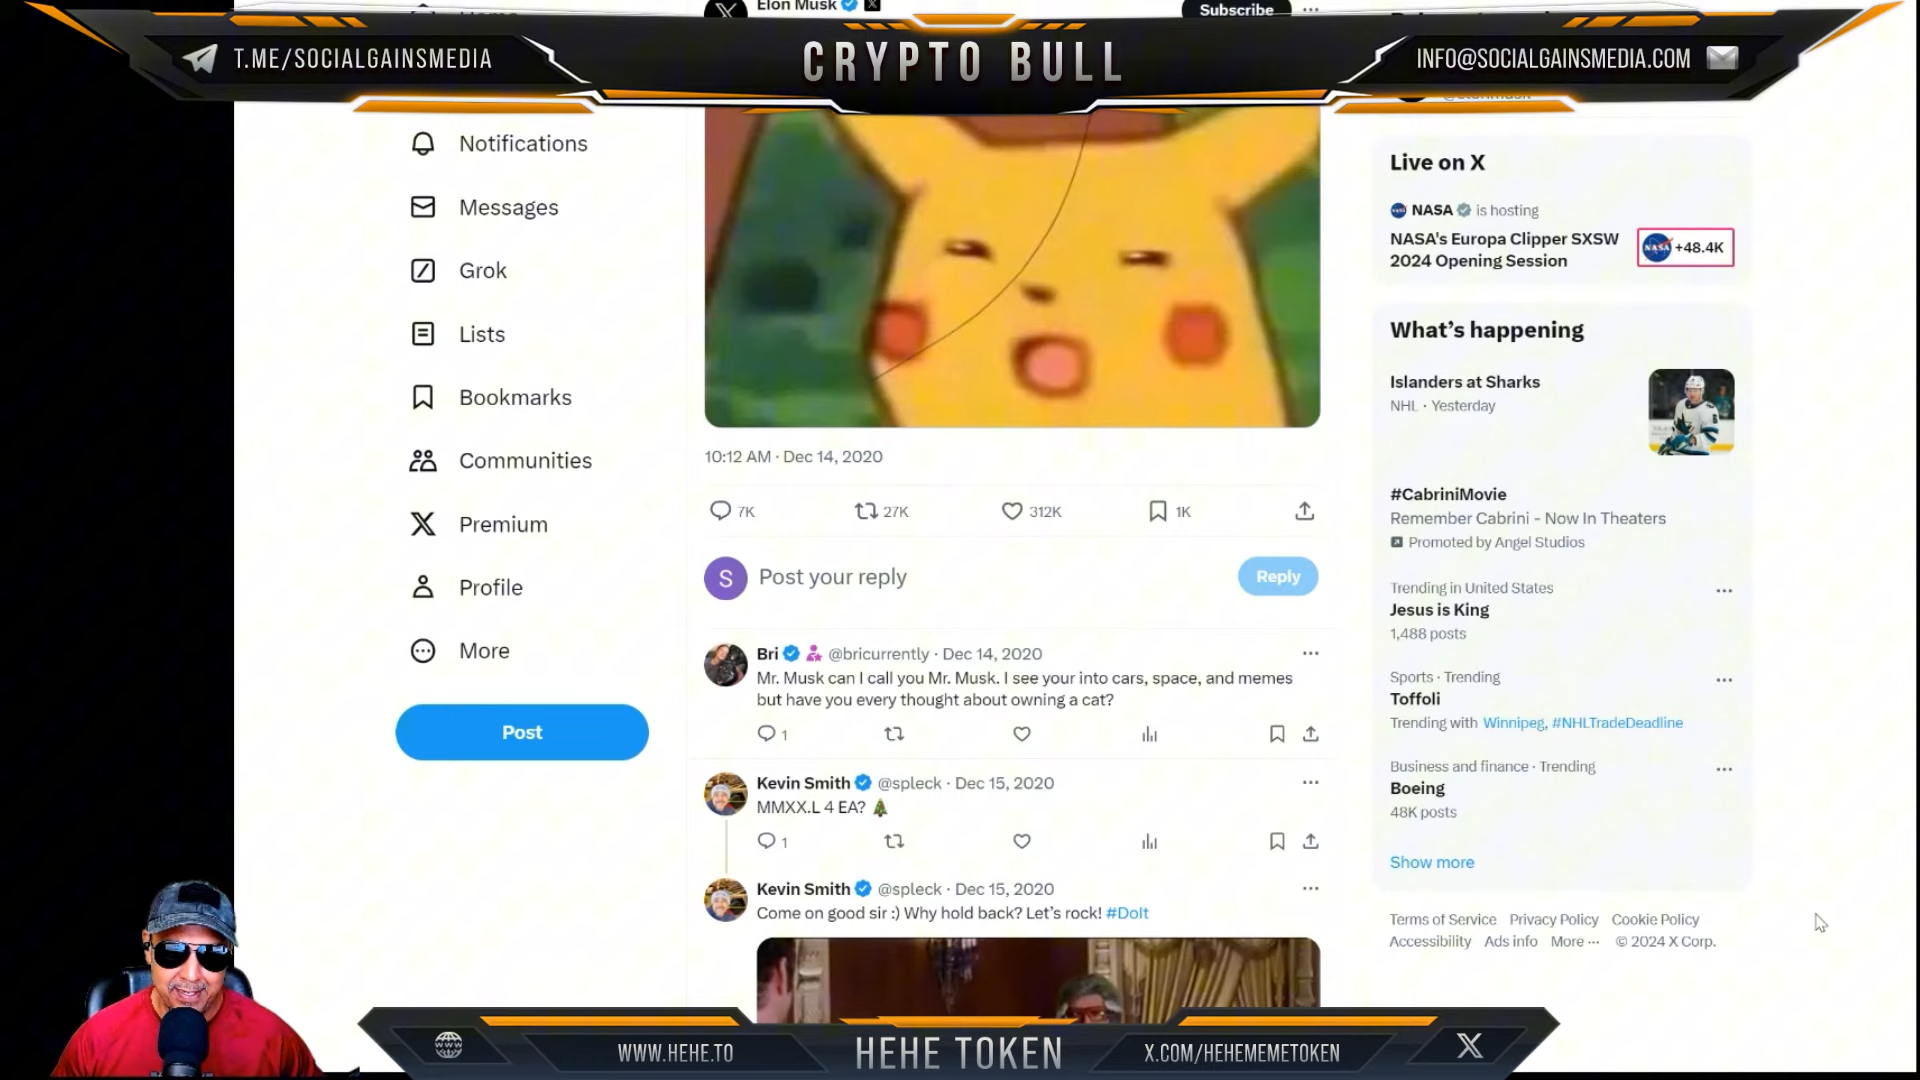 Elon Musk
Subscribe
T.ME/SOCIALGAINSMEDIA
CRYPTO BULL
INFO@SOCIALGAINSMEDIA.COM
Notifications
Messages
Grok
Lists
Bookmarks
Communities
Premium
Profile
More
Post
10:12 AM · Dec 14, 2020
7K
27K
312K
1K
S
Post your reply
Reply
Bri @bricurrently · Dec 14, 2020
Mr. Musk can I call you Mr. Musk. I see your into cars, space, and memes
but have you every thought about owning a cat?
1
Kevin Smith @spleck · Dec 15, 2020
MMXX.L 4 EA? 🎄
1
Kevin Smith @spleck · Dec 15, 2020
Come on good sir :) Why hold back? Let's rock! #DoIt
Live on X
NASA is hosting
NASA's Europa Clipper SXSW
2024 Opening Session
NASA
+48.4K
What's happening
Islanders at Sharks
NHL · Yesterday
#CabriniMovie
Remember Cabrini - Now In Theaters
Promoted by Angel Studios
Trending in United States
Jesus is King
1,488 posts
Sports · Trending
Toffoli
Trending with Winnipeg, #NHLTradeDeadline
Business and finance · Trending
Boeing
48K posts
Show more
Terms of Service Privacy Policy Cookie Policy
Accessibility Ads info More ··· © 2024 X Corp.
WWW
WWW.HEHE.TO
HEHE TOKEN
X.COM/HEHEMEMETOKEN